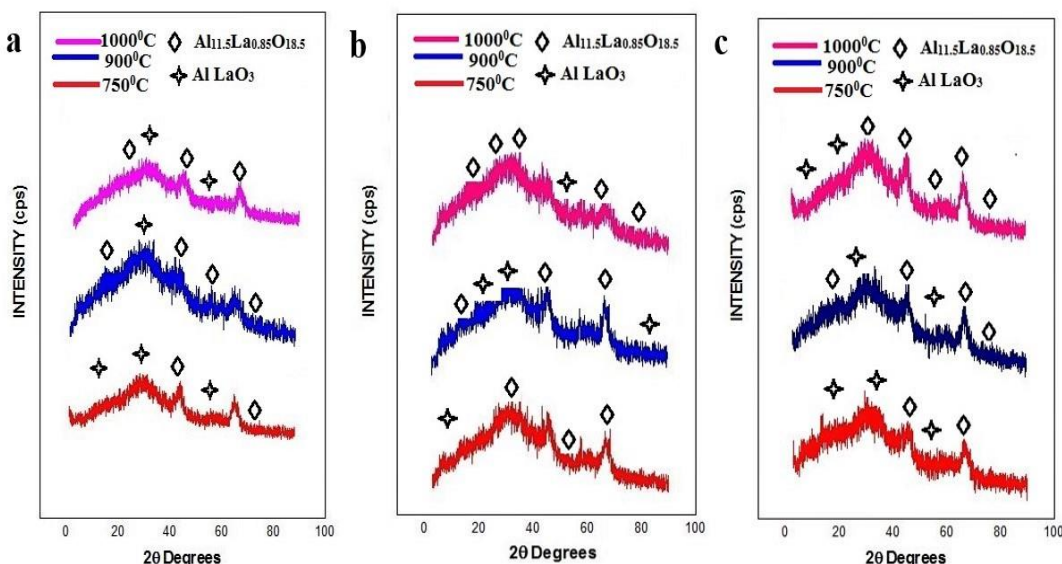 a
1000⁰C
Al11.5La0.85O18.5
900⁰C
Al LaO3
750⁰C
INTENSITY (cps)
0 20 40 60 80 100
2θ Degrees
b
1000⁰C
Al11.5La0.85O18.5
900⁰C
Al LaO3
750⁰C
INTENSITY (cps)
0 20 40 60 80 100
2θ Degrees
c
1000⁰C
Al11.5La0.85O18.5
900⁰C
Al LaO3
750⁰C
INTENSITY (cps)
0 20 40 60 80 100
2θ Degrees